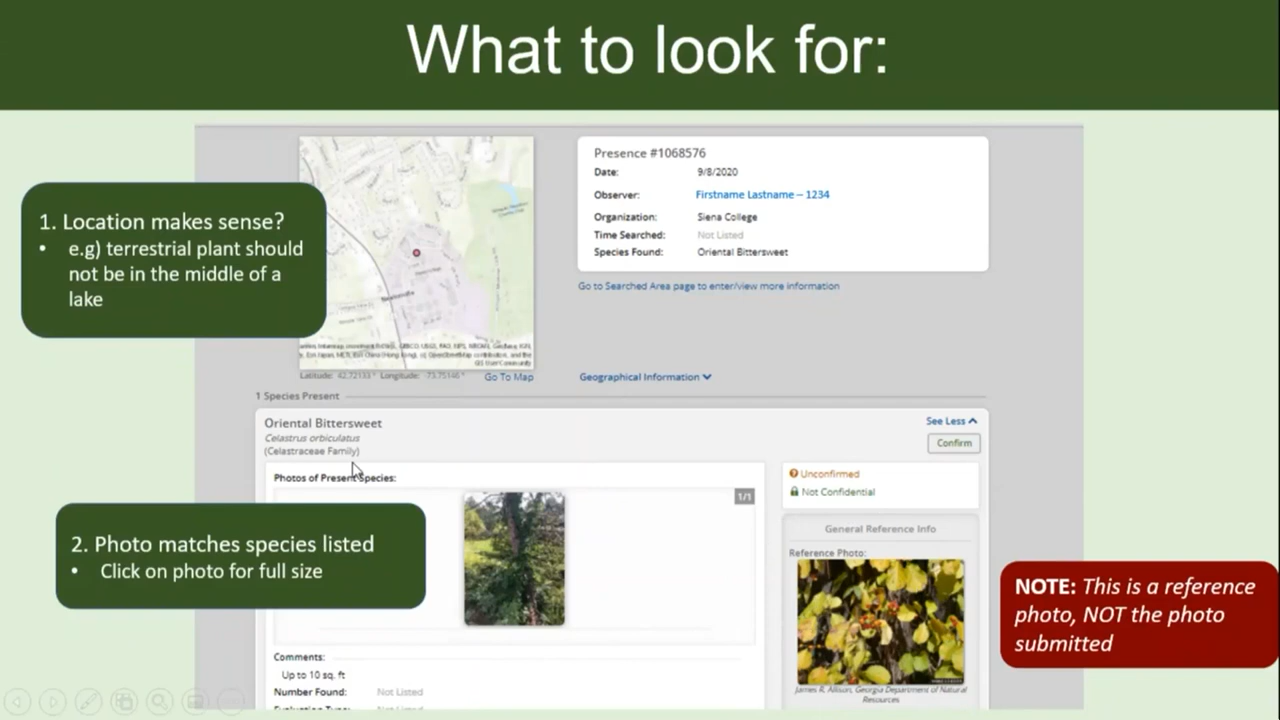 What to look for:
1. Location makes sense?
• e.g) terrestrial plant should
not be in the middle of a
lake
Presence #1068576
Date: 9/8/2020
Observer: Firstname Lastname – 1234
Organization: Siena College
Time Searched: Not Listed
Species Found: Oriental Bittersweet
Go to Searched Area page to enter/view more information
Latitude: 42.72133 ° Longitude: -73.75146 ° Go To Map
Geographical Information
1 Species Present
Oriental Bittersweet
Celastrus orbiculatus
(Celastraceae Family)
See Less
Confirm
Photos of Present Species:
1/1
Unconfirmed
Not Confidential
2. Photo matches species listed
• Click on photo for full size
General Reference Info
Reference Photo:
James R. Allison, Georgia Department of Natural
Resources
NOTE: This is a reference
photo, NOT the photo
submitted
Comments:
Up to 10 sq. ft
Number Found: Not Listed